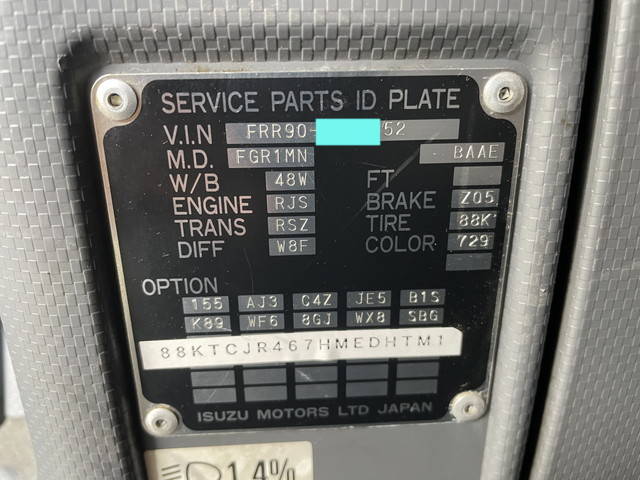 SERVICE PARTS ID PLATE
V.I.N FRR90- 52
M.D. FGR1MN BAAE
W/B 48W FT
ENGINE RJS BRAKE Z05
TRANS RSZ TIRE 88K
DIFF W8F COLOR 729
OPTION
155 AJ3 C4Z JE5 B1S
K89 WF6 8GJ WX8 SBG
88KTCJR467HMEDHTM1
ISUZU MOTORS LTD JAPAN
1.4%